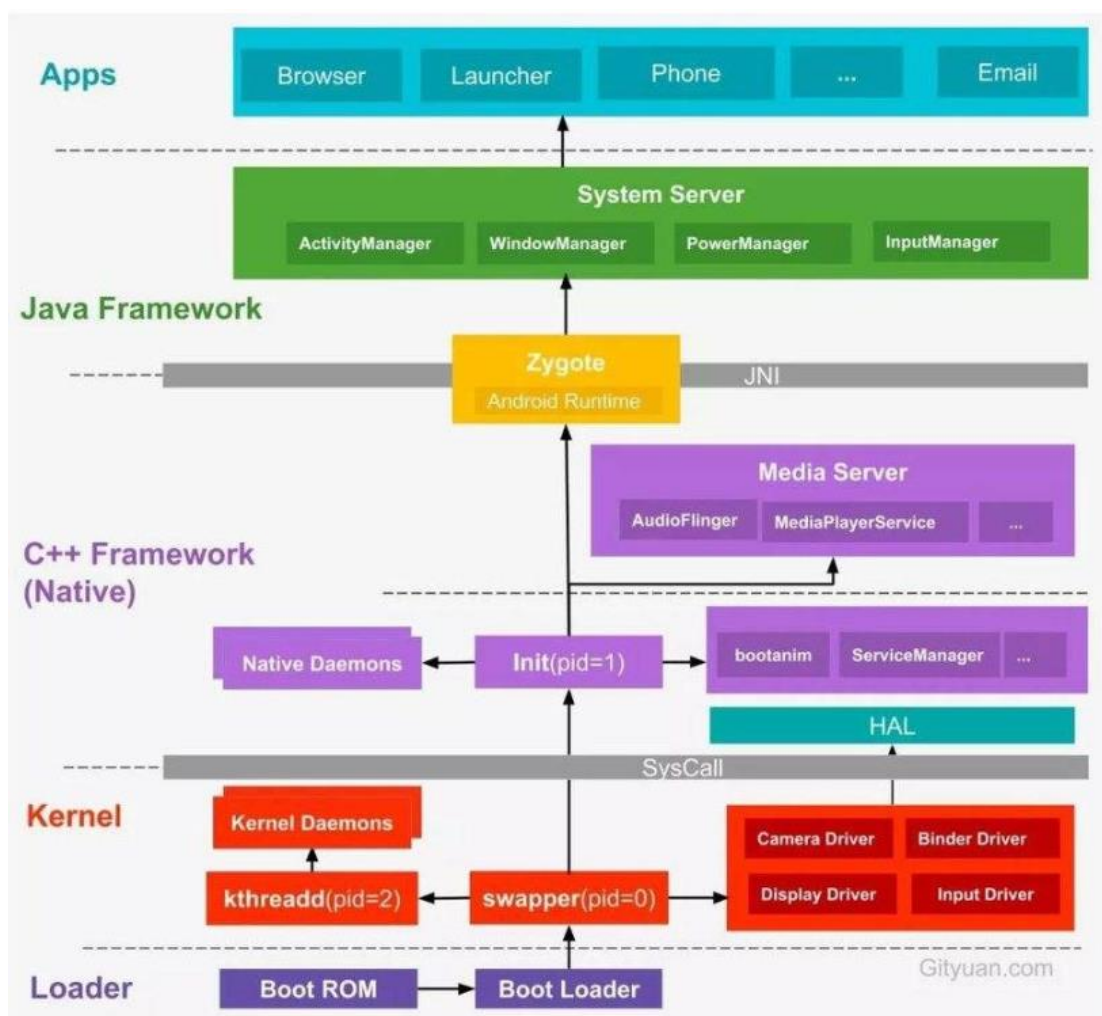 Apps
Browser
Launcher
Phone
...
Email
System Server
ActivityManager
WindowManager
PowerManager
InputManager
Java Framework
Zygote
Android Runtime
JNI
Media Server
AudioFlinger
MediaPlayerService
...
C++ Framework
(Native)
Native Daemons
Init(pid=1)
bootanim
ServiceManager
...
HAL
SysCall
Kernel
Kernel Daemons
Camera Driver
Binder Driver
kthreadd(pid=2)
swapper(pid=0)
Display Driver
Input Driver
Gityuan.com
Loader
Boot ROM
Boot Loader